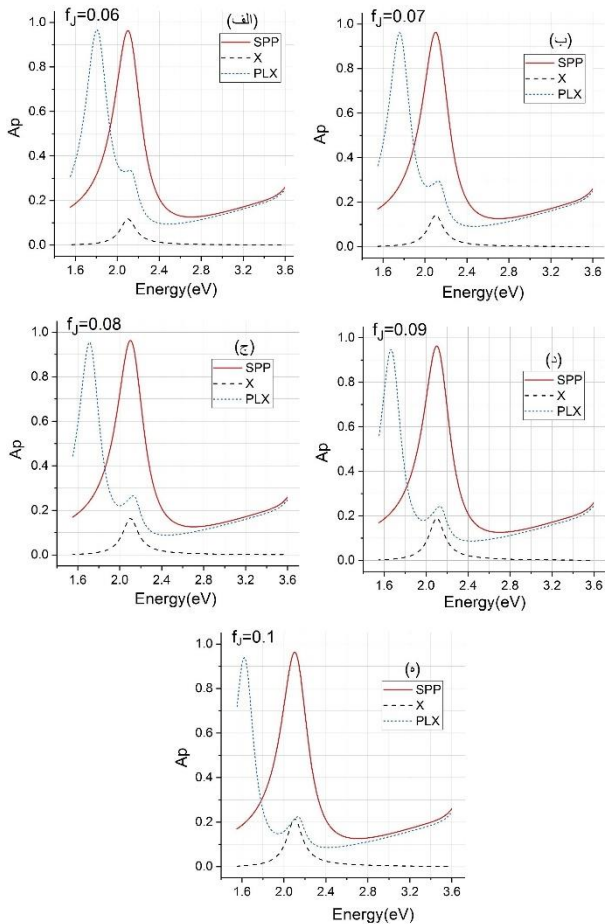 f_J=0.06
(الف)
SPP
X
PLX
Ap
1.0
0.8
0.6
0.4
0.2
0.0
1.6 2.0 2.4 2.8 3.2 3.6
Energy(eV)
f_J=0.07
(ب)
SPP
X
PLX
Ap
1.0
0.8
0.6
0.4
0.2
0.0
1.6 2.0 2.4 2.8 3.2 3.6
Energy(eV)
f_J=0.08
(ج)
SPP
X
PLX
Ap
1.0
0.8
0.6
0.4
0.2
0.0
1.6 2.0 2.4 2.8 3.2 3.6
Energy(eV)
f_J=0.09
(د)
SPP
X
PLX
Ap
1.0
0.8
0.6
0.4
0.2
0.0
1.6 2.0 2.4 2.8 3.2 3.6
Energy(eV)
f_J=0.1
(ه)
SPP
X
PLX
Ap
1.0
0.8
0.6
0.4
0.2
0.0
1.6 2.0 2.4 2.8 3.2 3.6
Energy(eV)